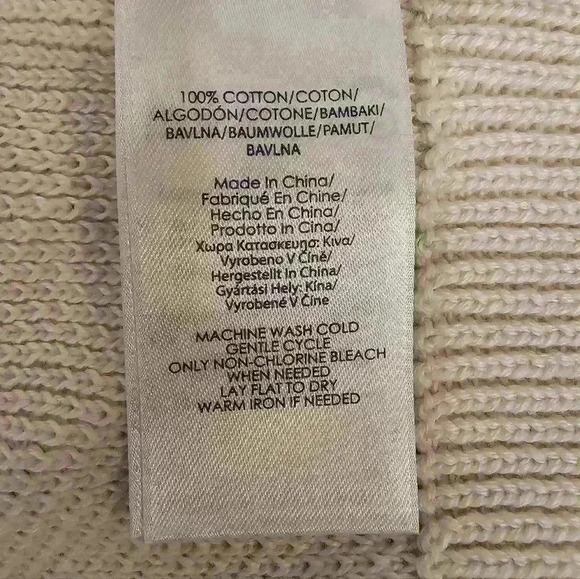 100% COTTON/COTON/
ALGODÓN/COTONE/BAMBAKI/
BAVLNA/BAUMWOLLE/PAMUT/
BAVLNA
Made In China/
Fabriqué En Chine/
Hecho En China/
Prodotto In Cina/
Χωρα Κατασκευησ: Κινα/
Vyrobeno V Číně/
Hergestellt In China/
Gyártási Hely: Kína/
Vyrobené V Číne
MACHINE WASH COLD
GENTLE CYCLE
ONLY NON-CHLORINE BLEACH
WHEN NEEDED
LAY FLAT TO DRY
WARM IRON IF NEEDED